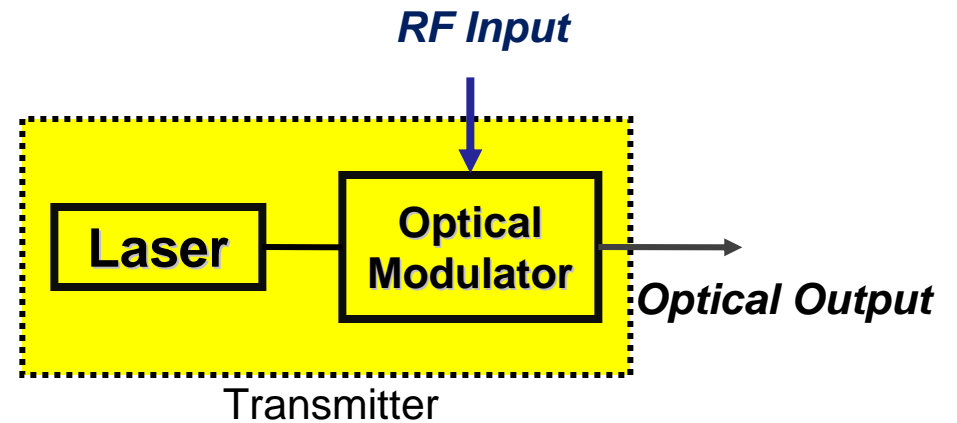 RF Input
Laser
Optical
Modulator
Optical Output
Transmitter